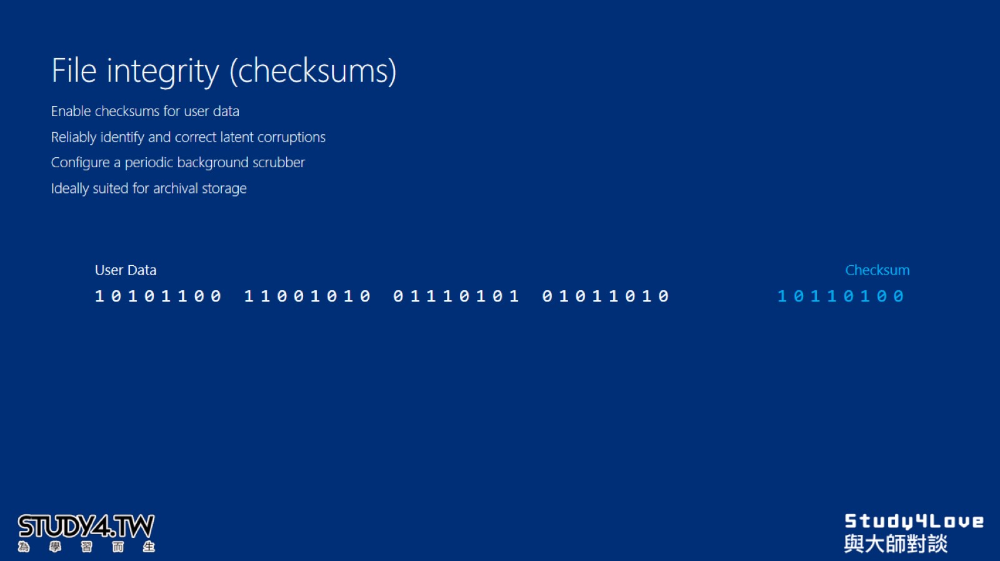 File integrity (checksums)
Enable checksums for user data
Reliably identify and correct latent corruptions
Configure a periodic background scrubber
Ideally suited for archival storage
User Data
Checksum
10101100 11001010 01110101 01011010
10110100
STUDY4.TW
為學習而生
Study4Love
與大師對談